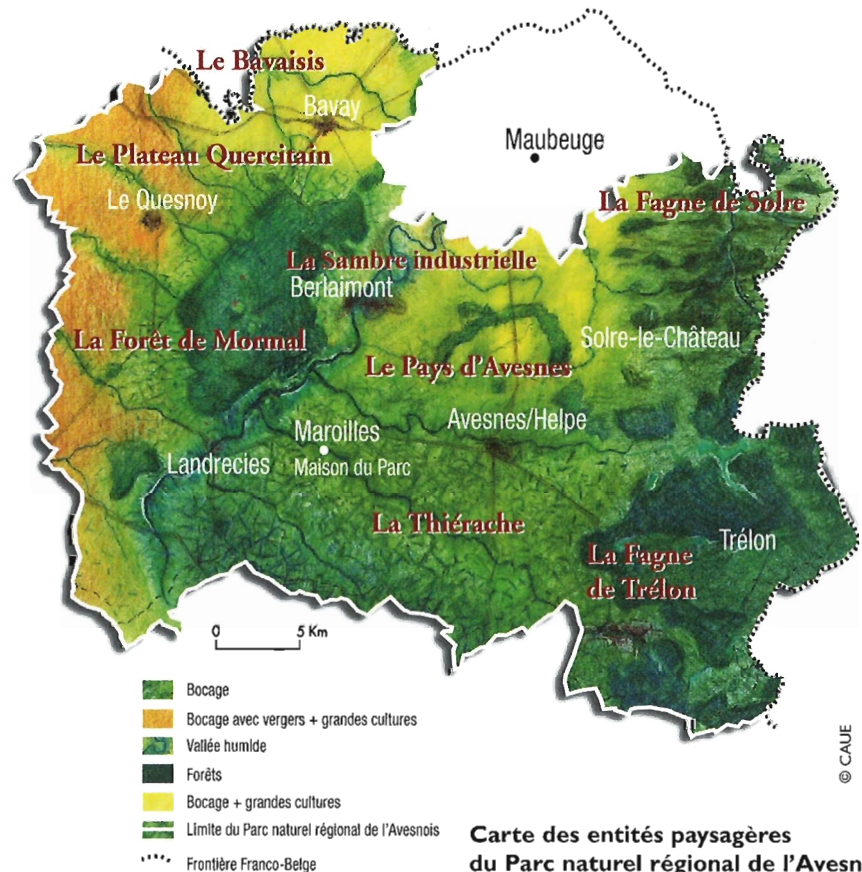 Le Bavaisis
Bavay
Maubeuge
Le Plateau Quercitain
Le Quesnoy
La Fagne de Solre
La Sambre industrielle
Berlaimont
La Forêt de Mormal
Solre-le-Château
Le Pays d'Avesnes
Avesnes/Helpe
Maroilles
Landrecies
Maison du Parc
La Thiérache
Trélon
La Fagne
de Trélon
0 5 Km
Bocage
Bocage avec vergers + grandes cultures
Vallée humide
Forêts
Bocage + grandes cultures
Limite du Parc naturel régional de l'Avesnois
Frontière Franco-Belge
© CAUE
Carte des entités paysagères
du Parc naturel régional de l'Avesn